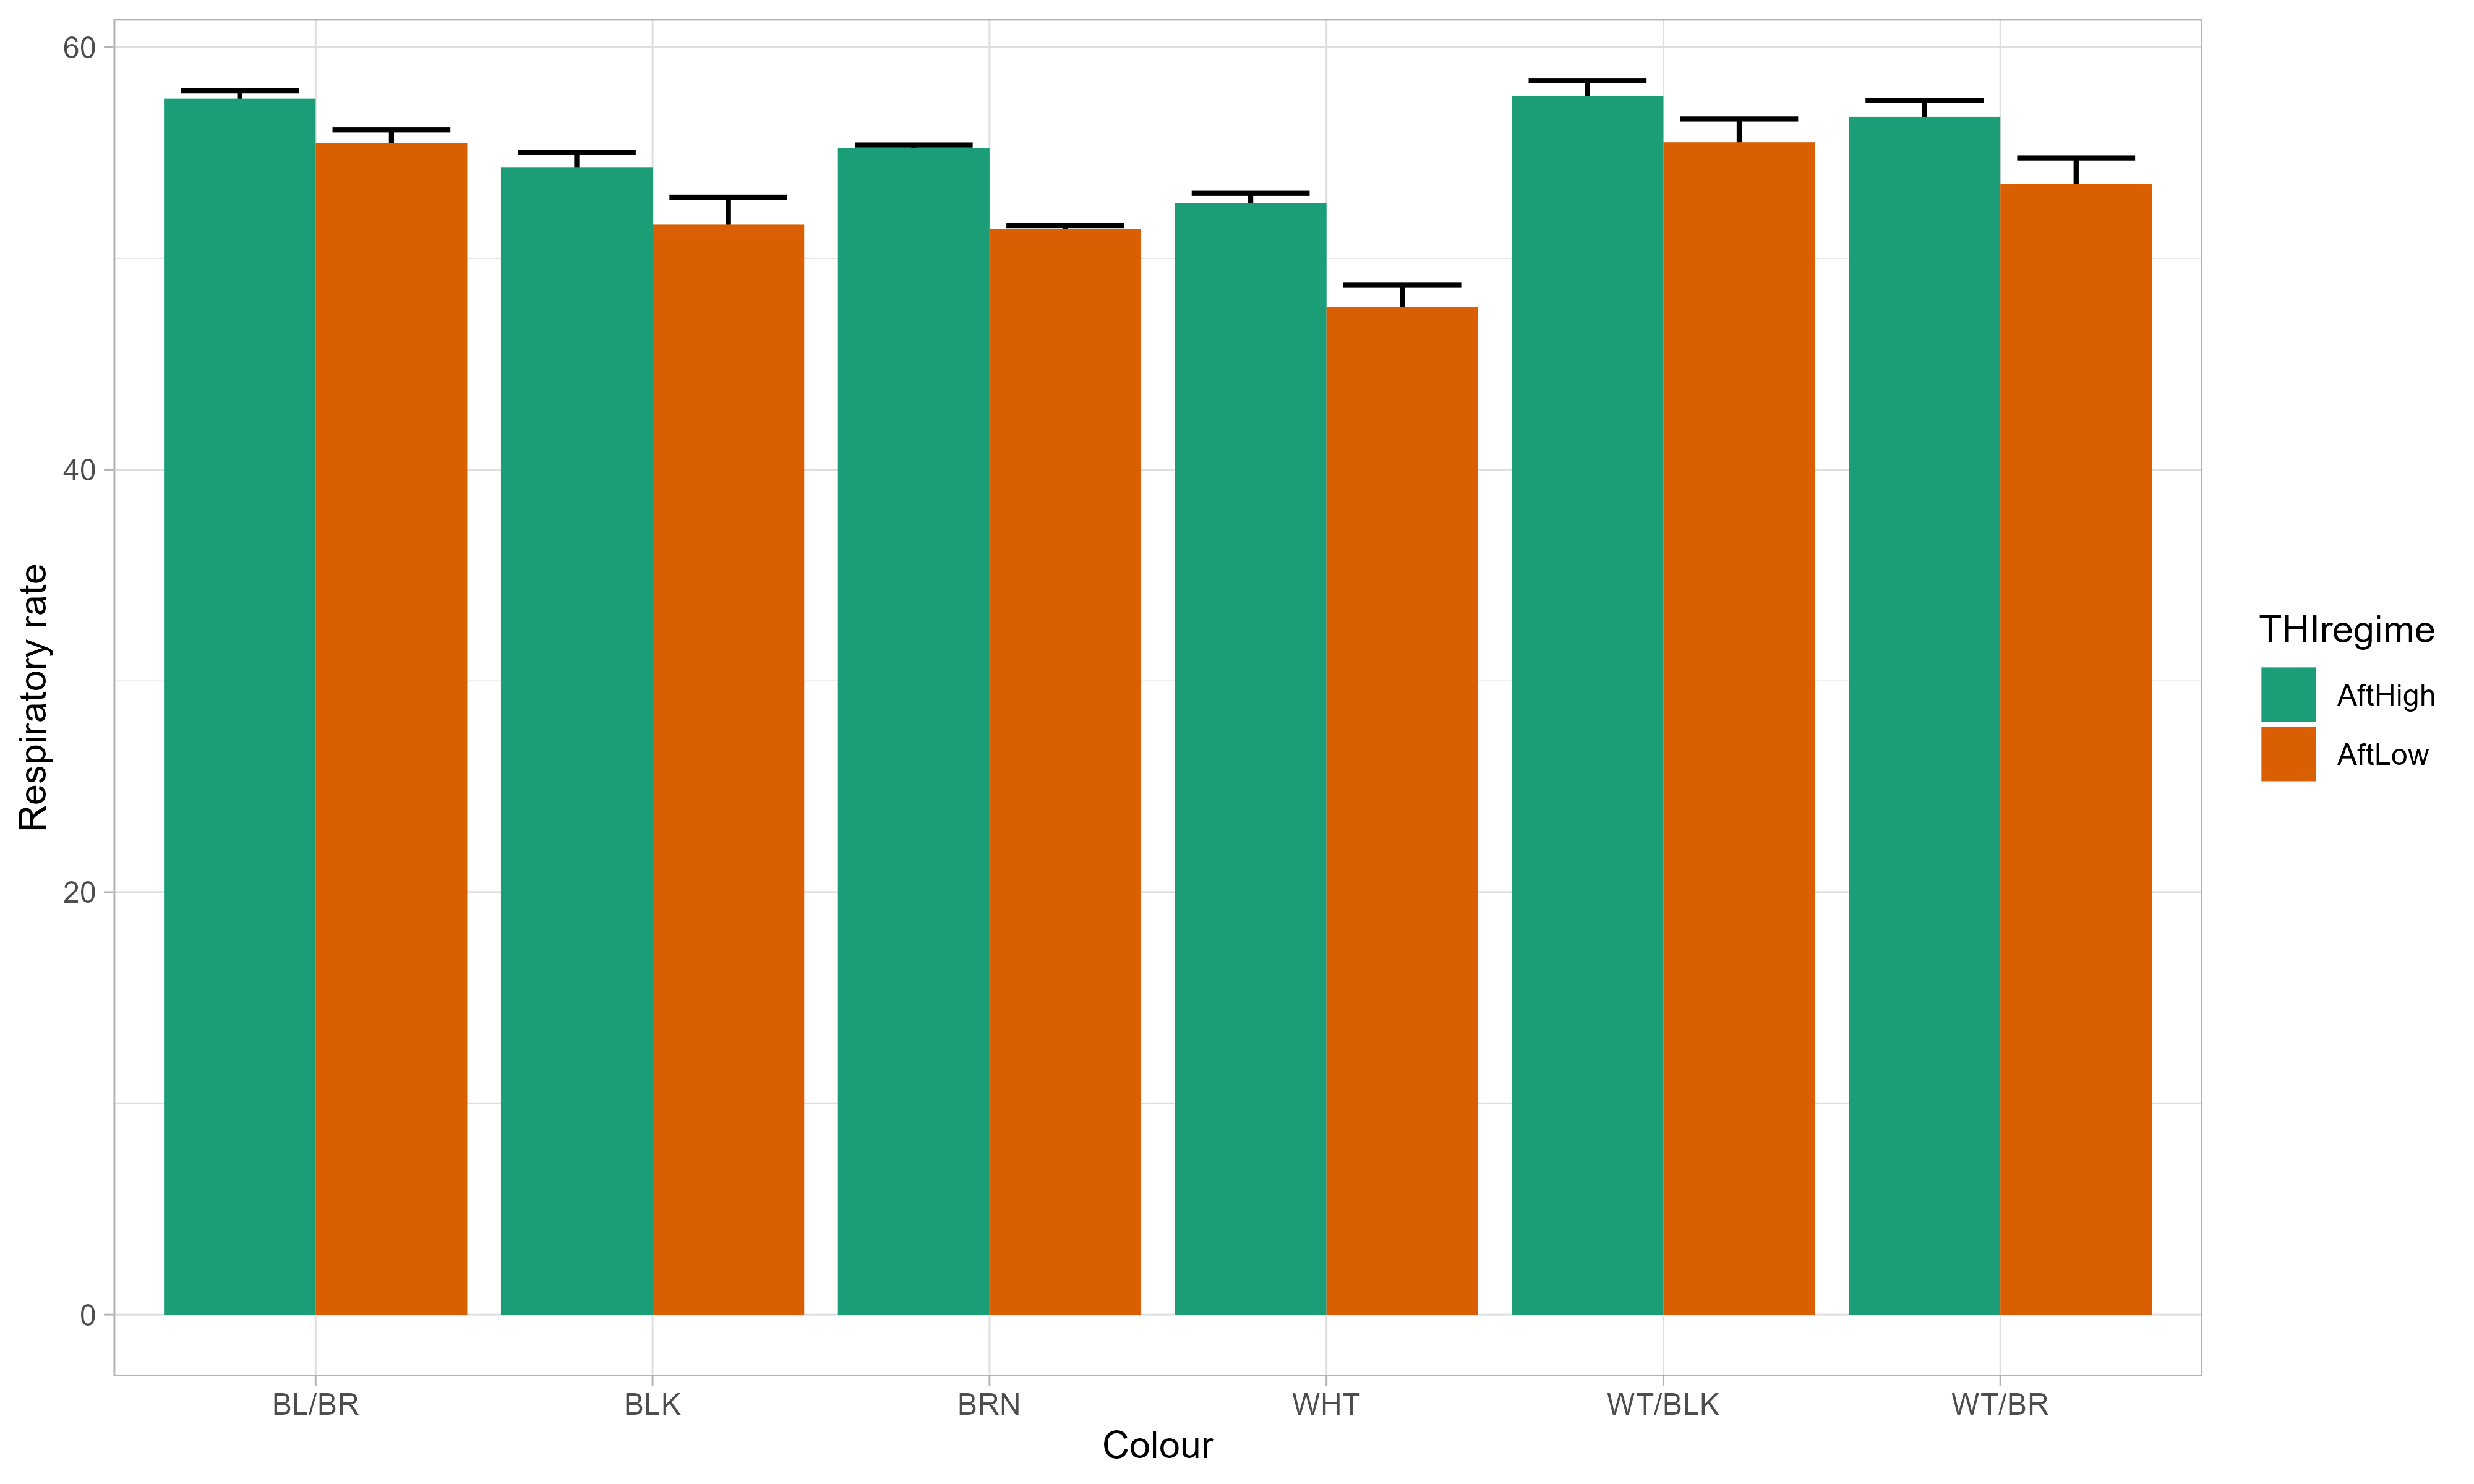 60
40
20
0
Respiratory rate
BL/BR
BLK
BRN
WHT
WT/BLK
WT/BR
Colour
THIregime
AftHigh
AftLow